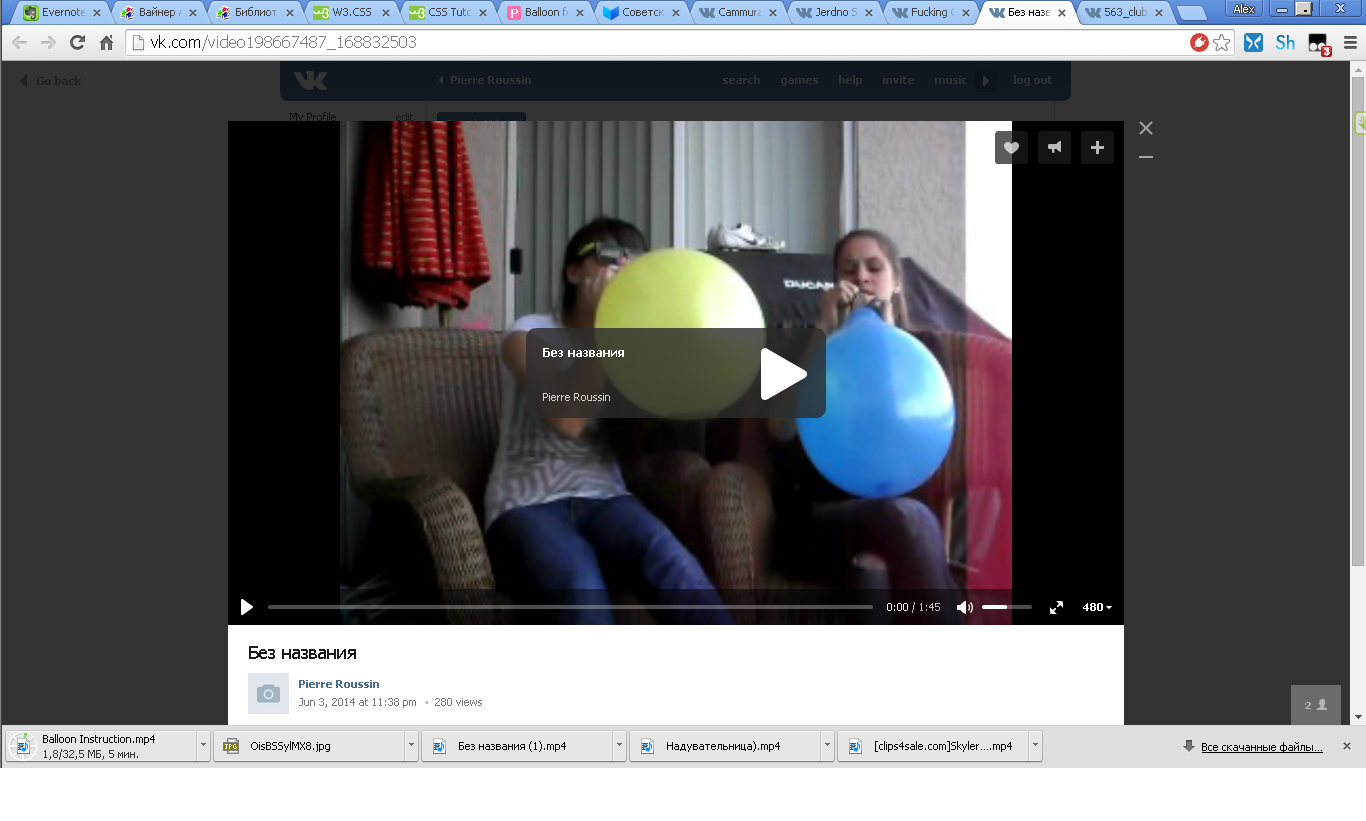 Evernote
Вайнер
Библиот
W3.CSS
CSS Tuto
Balloon F
Советск
Cammura
Jerdno S
Fucking
Без назв
563_club
Alex
vk.com/video198667487_168832503
Sh
3
Go back
Pierre Roussin
search
games
help
invite
music
log out
My Profile
edit
DUCAT
Без названия
Pierre Roussin
0:00 / 1:45
480
Без названия
Pierre Roussin
Jun 3, 2014 at 11:38 pm • 280 views
2
Balloon Instruction.mp4
1,8/32,5 МБ, 5 мин.
JPG
OisBS5ylMX8.jpg
Без названия (1).mp4
Надувательница).mp4
[clips4sale.com]Skyler....mp4
Все скачанные файлы...